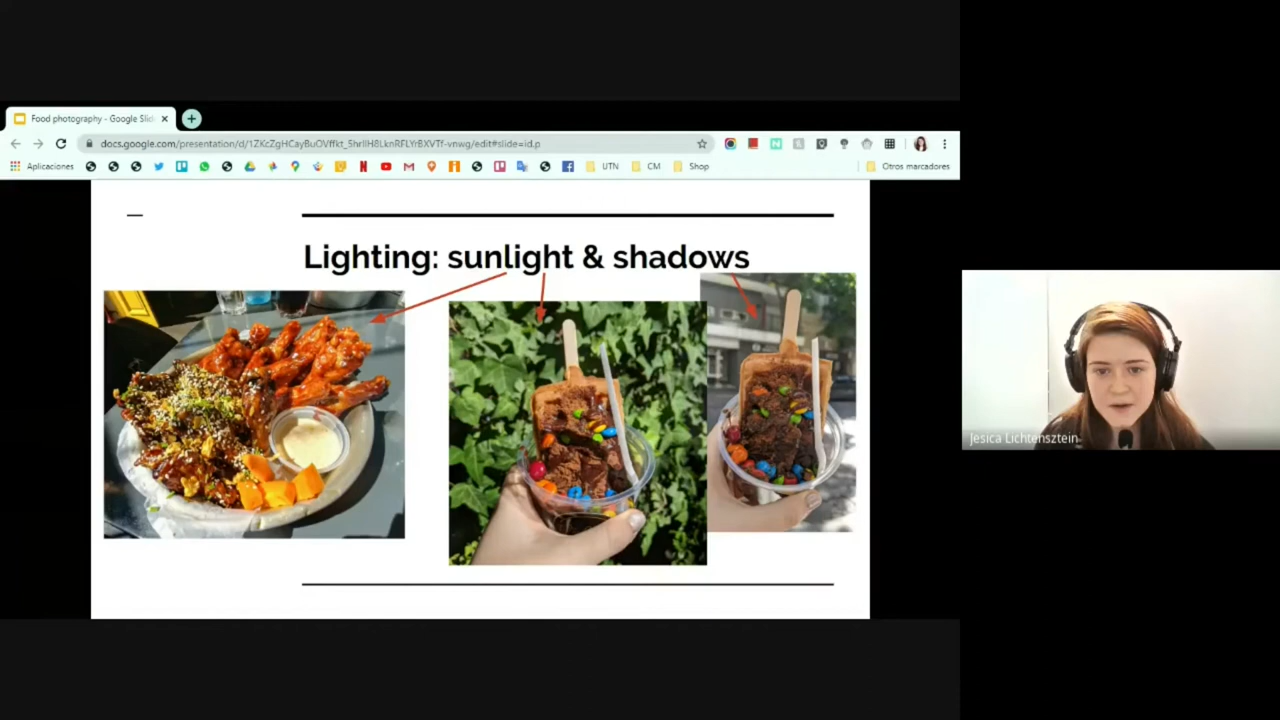 Food photography - Google Slid
docs.google.com/presentation/d/1ZKcZgHCayBuOVffkt_5hrIlH8LknRFLYrBXVTf-vnwg/edit#slide=id.p
Aplicaciones
UTN
CM
Shop
Otros marcadores
Lighting: sunlight & shadows
Jesica Lichtensztein